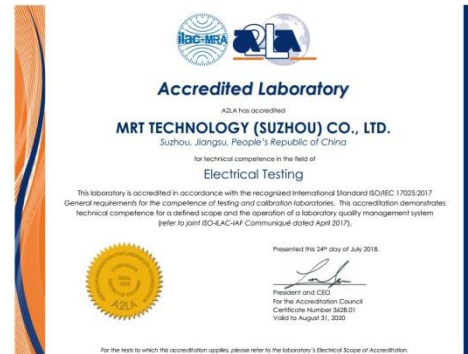 ilac-MRA
A2LA
Accredited Laboratory
A2LA has accredited
MRT TECHNOLOGY (SUZHOU) CO., LTD.
Suzhou, Jiangsu, People's Republic of China
for technical competence in the field of
Electrical Testing
This laboratory is accredited in accordance with the recognized International Standard ISO/IEC 17025:2017
General requirements for the competence of testing and calibration laboratories. This accreditation demonstrates
technical competence for a defined scope and the operation of a laboratory quality management system
(refer to joint ISO-ILAC-IAF Communiqué dated April 2017).
Presented this 24th day of July 2018.
President and CEO
For the Accreditation Council
Certificate Number 3628.01
Valid to August 31, 2020
CORPORATE
SEAL
1978
A2LA
For the tests to which this accreditation applies, please refer to the laboratory's Electrical Scope of Accreditation.